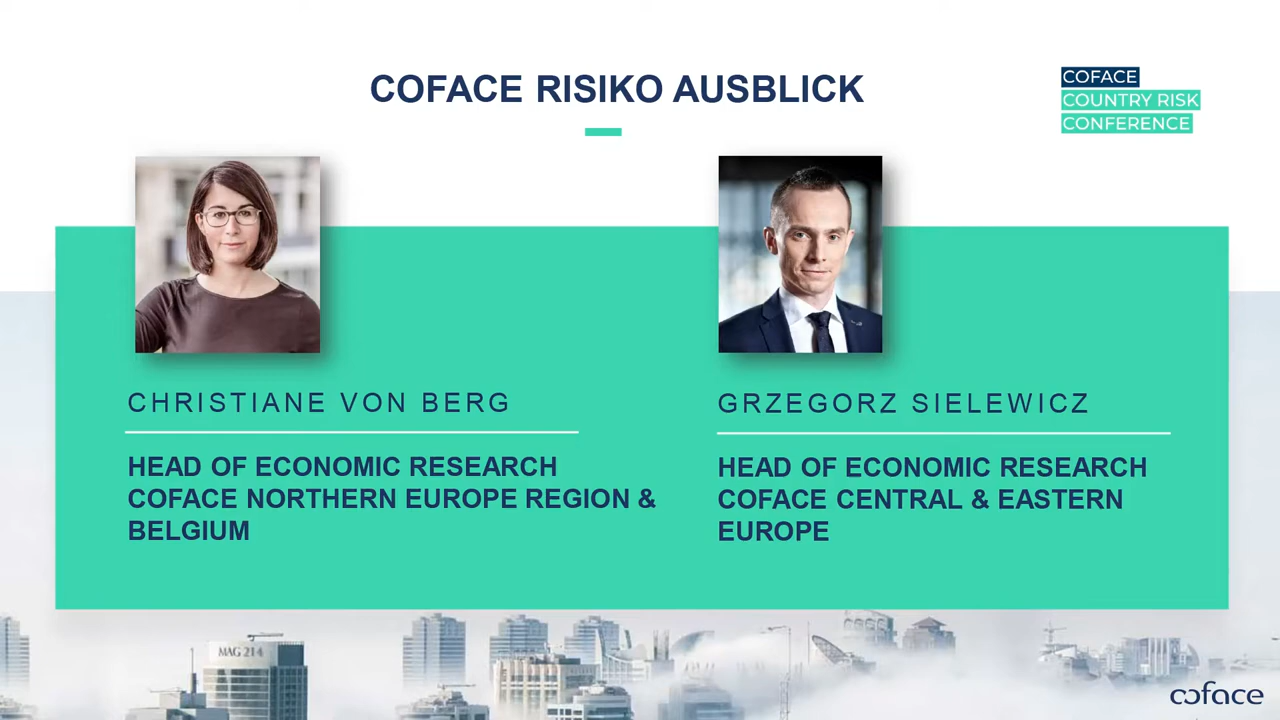 COFACE RISIKO AUSBLICK
COFACE
COUNTRY RISK
CONFERENCE
CHRISTIANE VON BERG
HEAD OF ECONOMIC RESEARCH
COFACE NORTHERN EUROPE REGION &
BELGIUM
GRZEGORZ SIELEWICZ
HEAD OF ECONOMIC RESEARCH
COFACE CENTRAL & EASTERN
EUROPE
MAG 214
coface